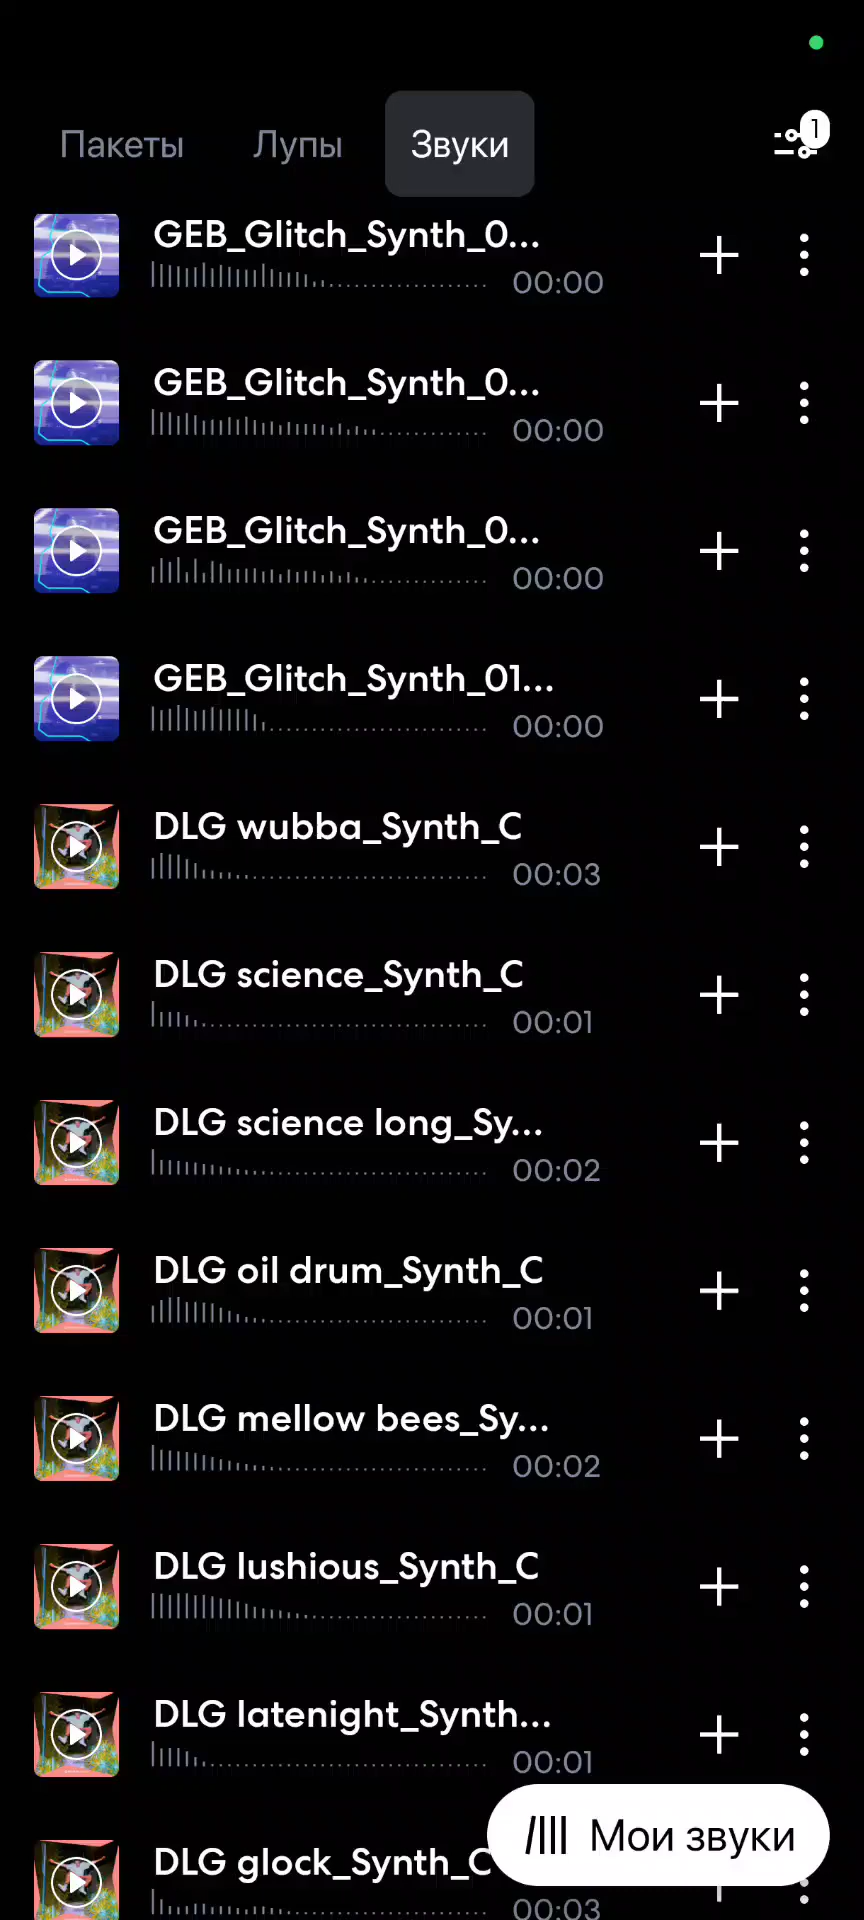 Пакеты Лупы Звуки 1
GEB_Glitch_Synth_0...
00:00
GEB_Glitch_Synth_0...
00:00
GEB_Glitch_Synth_0...
00:00
GEB_Glitch_Synth_01...
00:00
DLG wubba_Synth_C
00:03
DLG science_Synth_C
00:01
DLG science long_Sy...
00:02
DLG oil drum_Synth_C
00:01
DLG mellow bees_Sy...
00:02
DLG lushious_Synth_C
00:01
DLG latenight_Synth...
00:01
Мои звуки
DLG glock_Synth_C
00:03